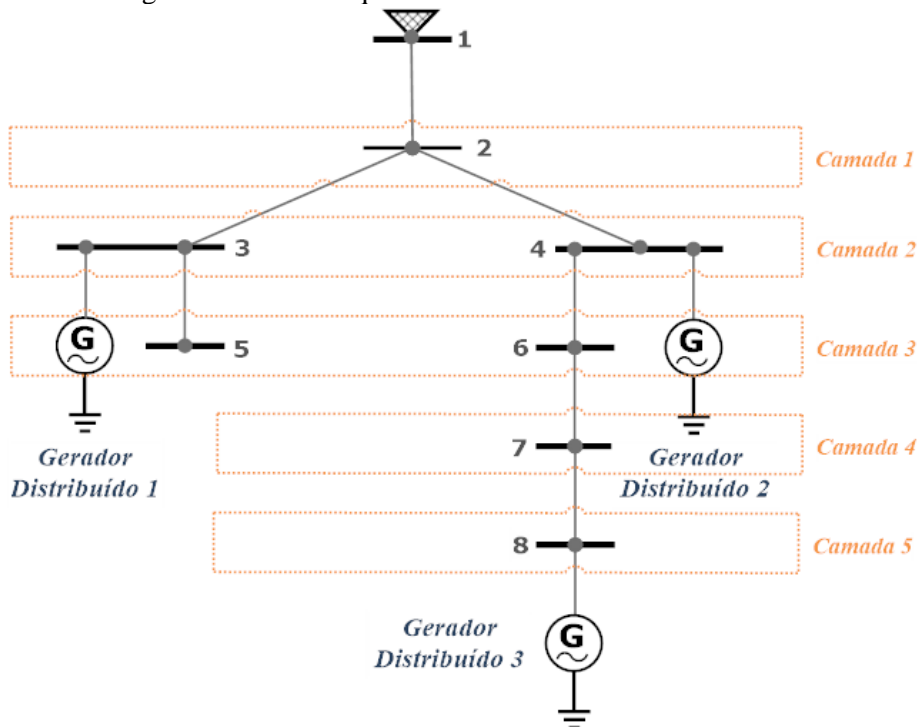 1
2
Camada 1
3
4
Camada 2
G
5
6
G
Camada 3
Gerador
Distribuído 1
7
Gerador
Distribuído 2
Camada 4
8
Camada 5
Gerador
Distribuído 3
G